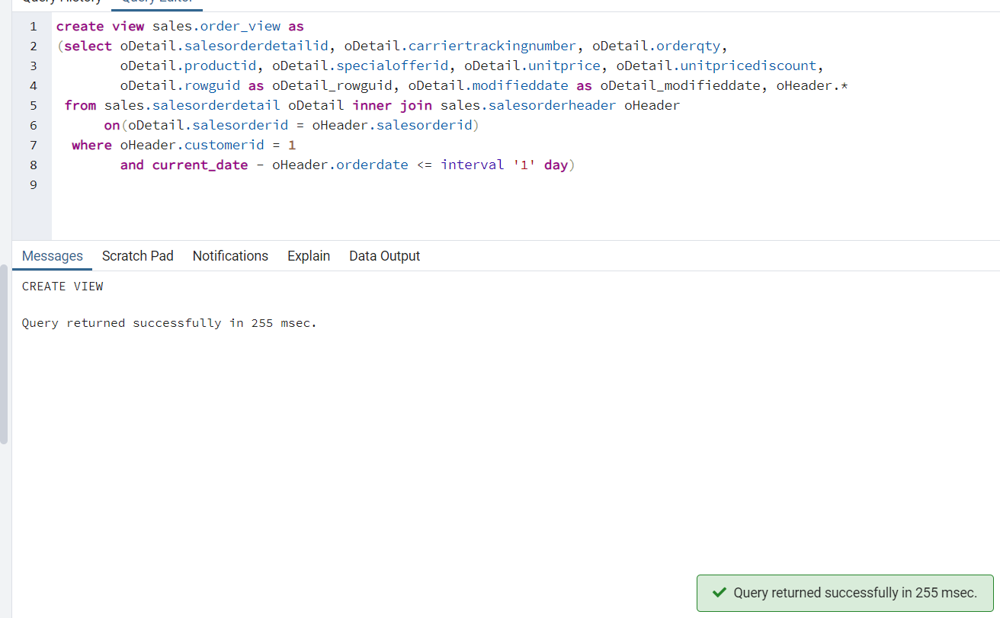 Query History Query Editor
1 create view sales.order_view as
2 (select oDetail.salesorderdetailid, oDetail.carriertrackingnumber, oDetail.orderqty,
3 oDetail.productid, oDetail.specialofferid, oDetail.unitprice, oDetail.unitpricediscount,
4 oDetail.rowguid as oDetail_rowguid, oDetail.modifieddate as oDetail_modifieddate, oHeader.*
5 from sales.salesorderdetail oDetail inner join sales.salesorderheader oHeader
6 on(oDetail.salesorderid = oHeader.salesorderid)
7 where oHeader.customerid = 1
8 and current_date - oHeader.orderdate <= interval '1' day)
9
Messages Scratch Pad Notifications Explain Data Output
CREATE VIEW
Query returned successfully in 255 msec.
Query returned successfully in 255 msec.